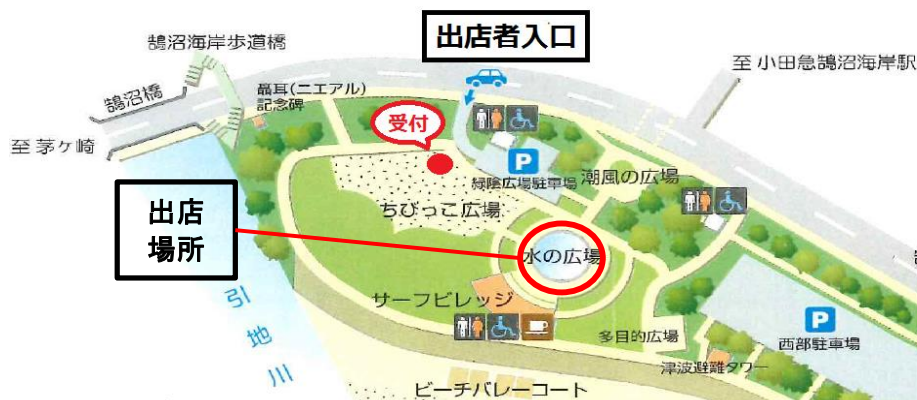 出店者入口
鵠沼海岸歩道橋
至 小田急鵠沼海岸駅
鵠沼橋
聶耳(ニエアル)
記念碑
至 茅ヶ崎
受付
P
緑陰広場駐車場
潮風の広場
ちびっこ広場
出店
場所
水の広場
引地川
サーフビレッジ
P
多目的広場
西部駐車場
津波避難タワー
ビーチバレーコート